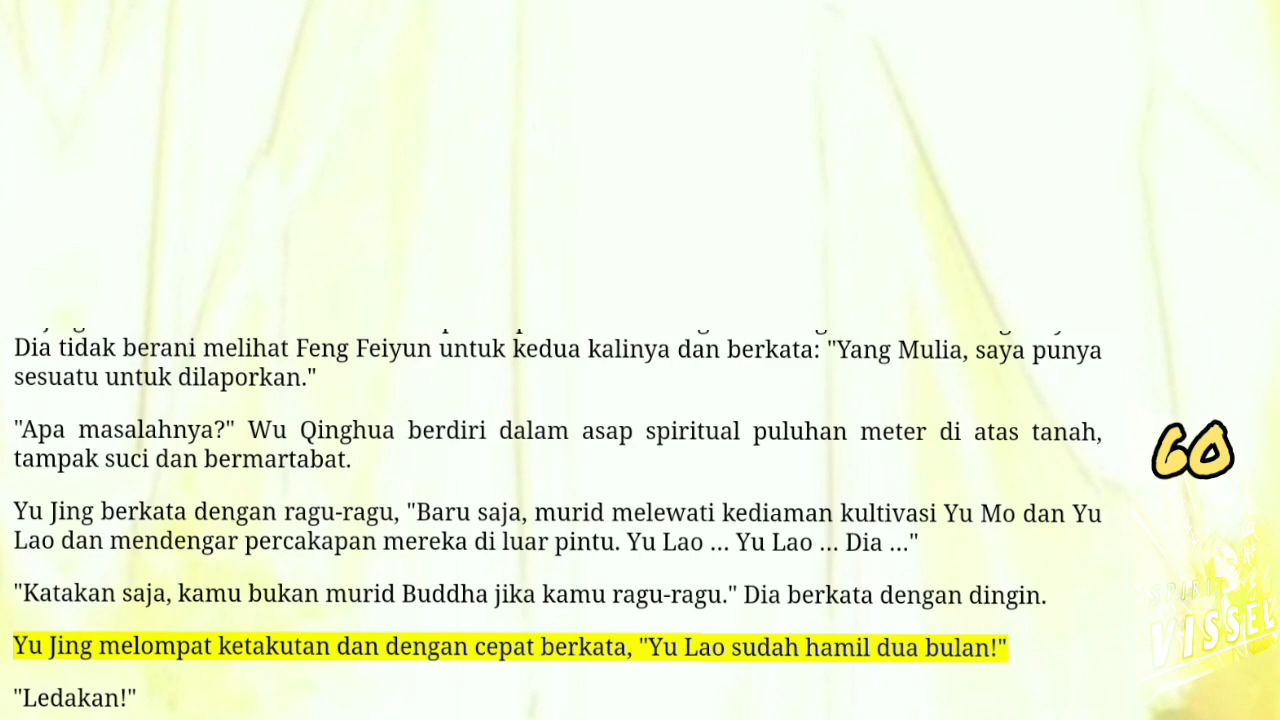 Dia tidak berani melihat Feng Feiyun untuk kedua kalinya dan berkata: "Yang Mulia, saya punya
sesuatu untuk dilaporkan."
"Apa masalahnya?" Wu Qinghua berdiri dalam asap spiritual puluhan meter di atas tanah,
tampak suci dan bermartabat.
Yu Jing berkata dengan ragu-ragu, "Baru saja, murid melewati kediaman kultivasi Yu Mo dan Yu
Lao dan mendengar percakapan mereka di luar pintu. Yu Lao ... Yu Lao ... Dia ..."
"Katakan saja, kamu bukan murid Buddha jika kamu ragu-ragu." Dia berkata dengan dingin.
Yu Jing melompat ketakutan dan dengan cepat berkata, "Yu Lao sudah hamil dua bulan!"
"Ledakan!"
60
SPIRIT
VISSEL